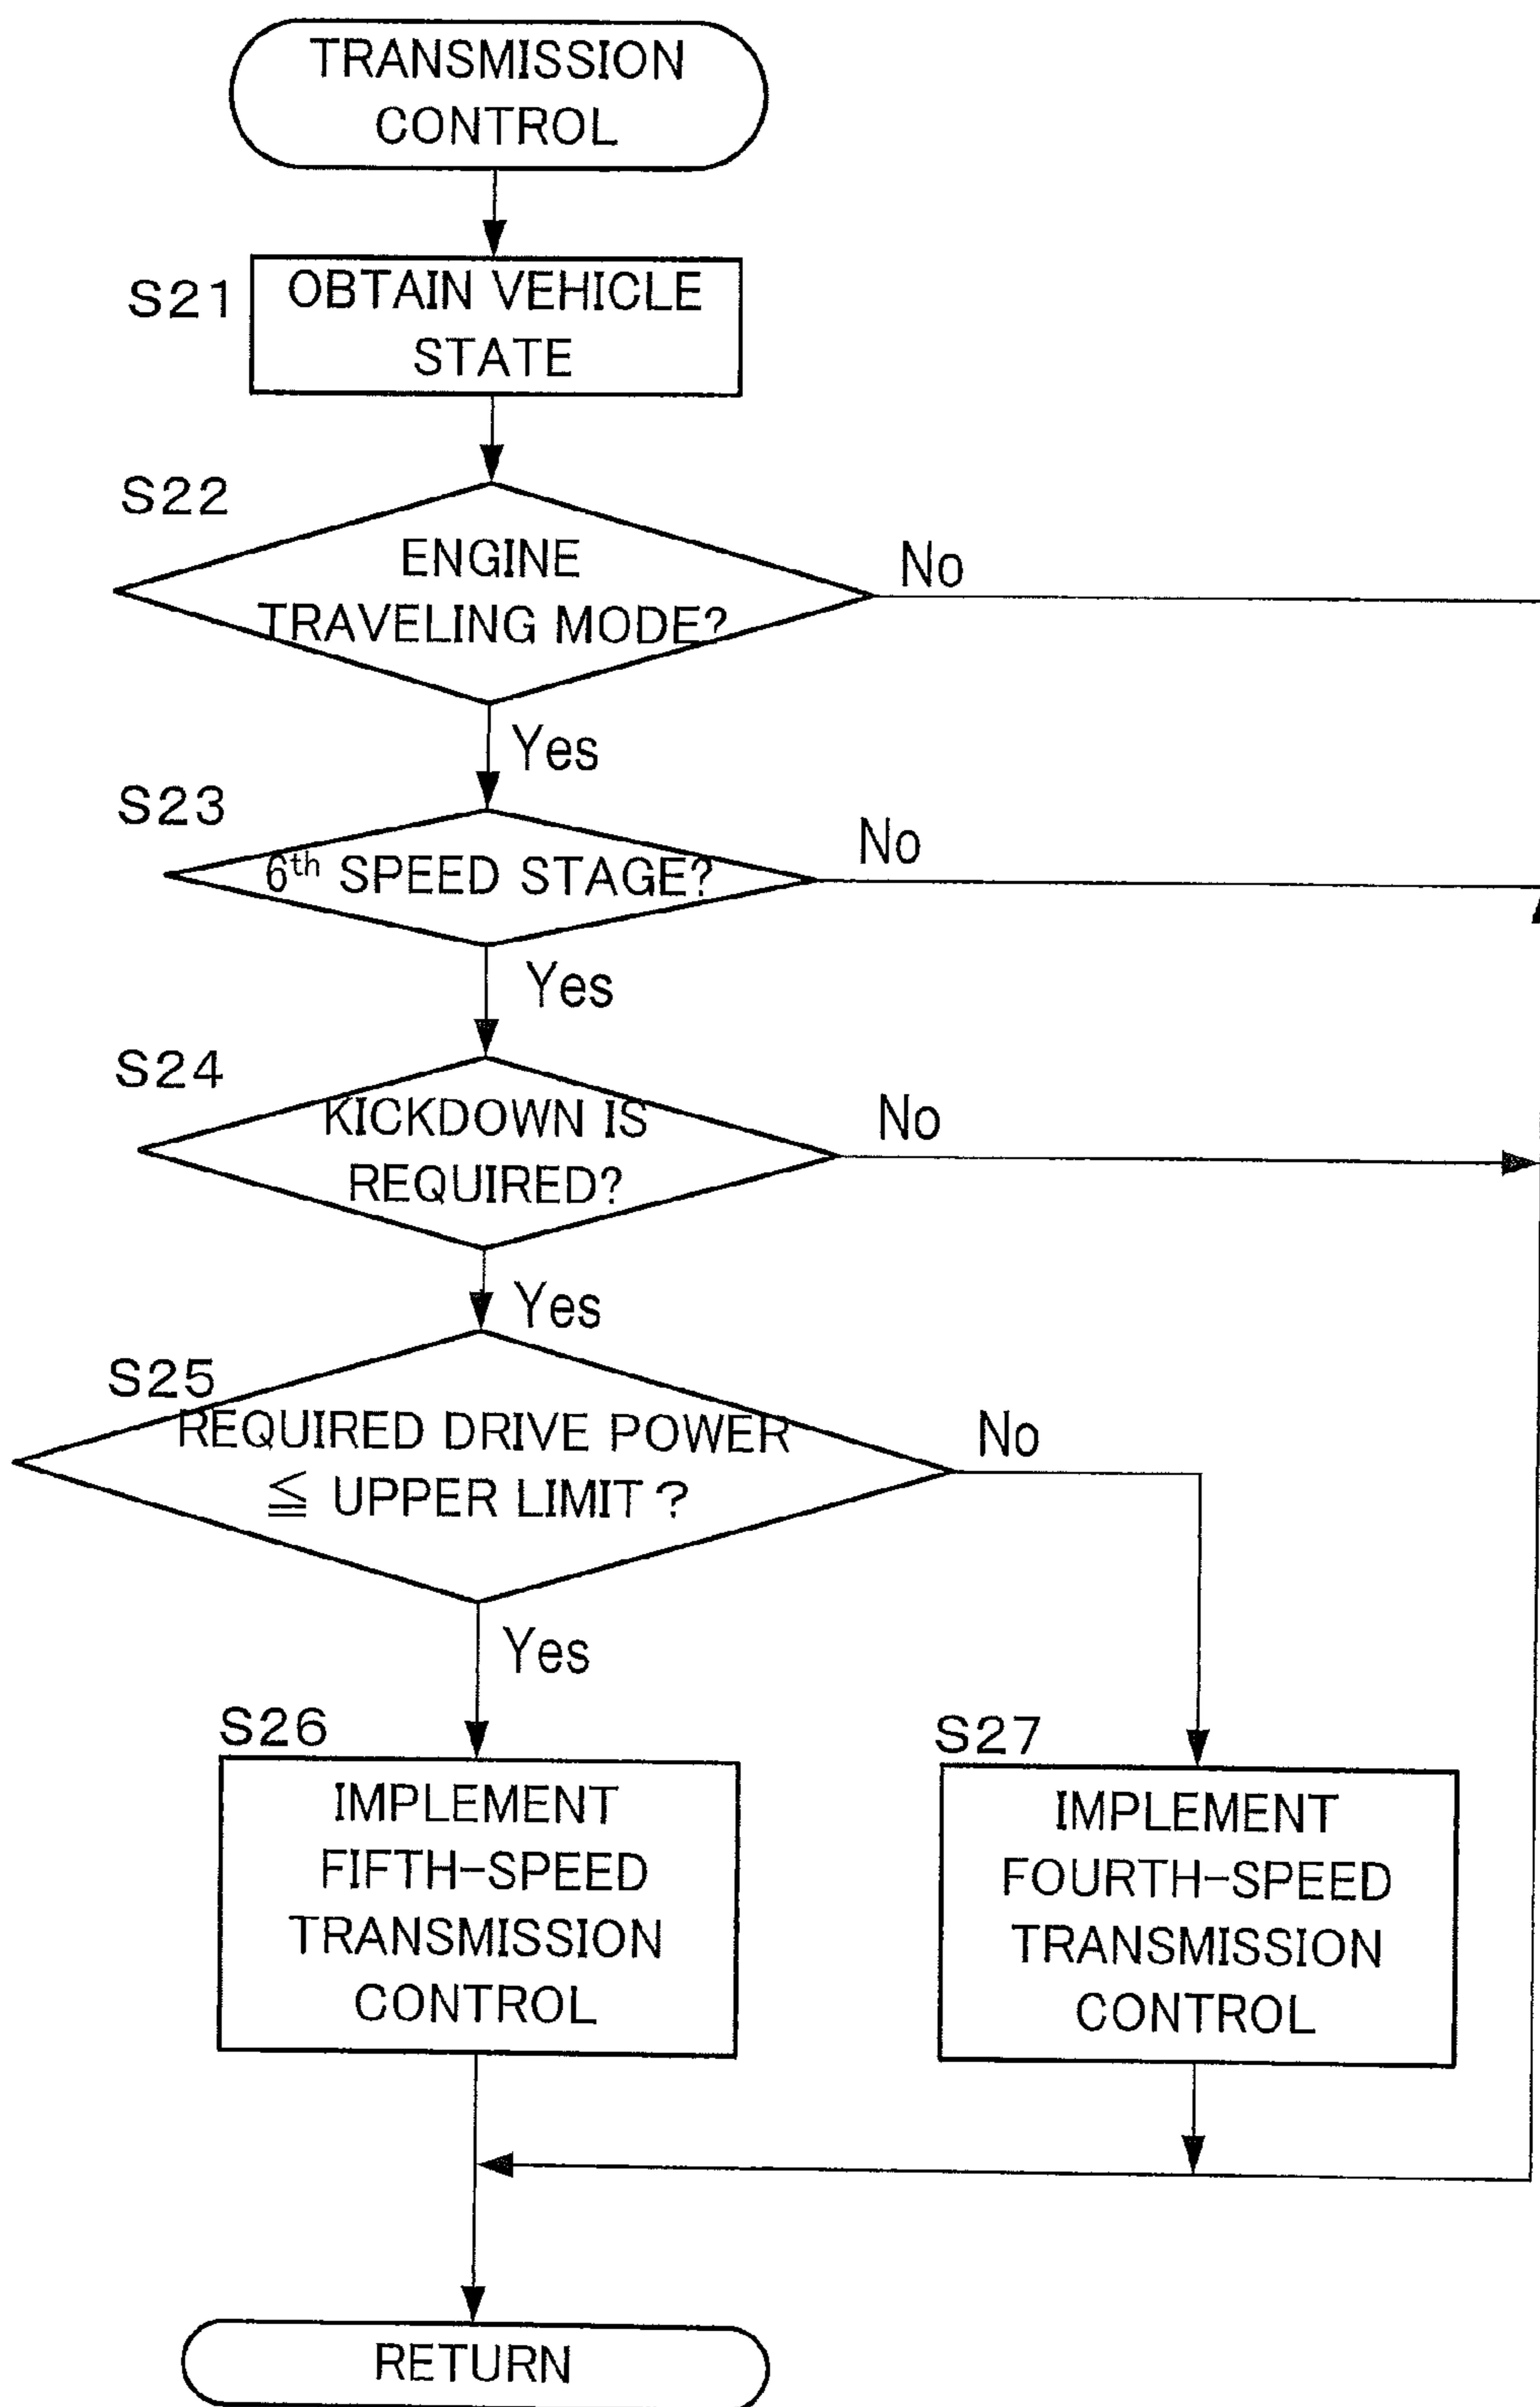 TRANSMISSION
CONTROL
S21
OBTAIN VEHICLE
STATE
S22
ENGINE
TRAVELING MODE?
No
Yes
S23
6th SPEED STAGE?
No
Yes
S24
KICKDOWN IS
REQUIRED?
No
Yes
S25
REQUIRED DRIVE POWER
≦ UPPER LIMIT ?
No
Yes
S26
IMPLEMENT
FIFTH-SPEED
TRANSMISSION
CONTROL
S27
IMPLEMENT
FOURTH-SPEED
TRANSMISSION
CONTROL
RETURN